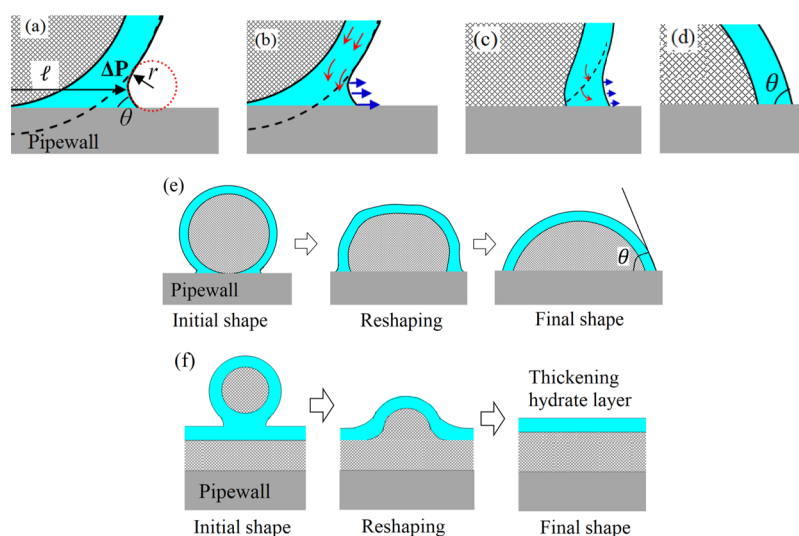 (a)
ℓ
ΔP
r
θ
Pipewall
(b)
(c)
(d)
θ
(e)
Pipewall
θ
Initial shape
Reshaping
Final shape
(f)
Thickening
hydrate layer
Pipewall
Initial shape
Reshaping
Final shape